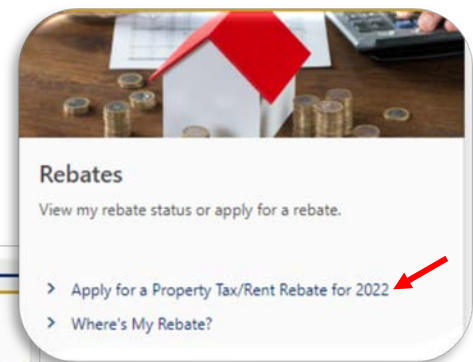 Rebates
View my rebate status or apply for a rebate.
> Apply for a Property Tax/Rent Rebate for 2022
> Where's My Rebate?